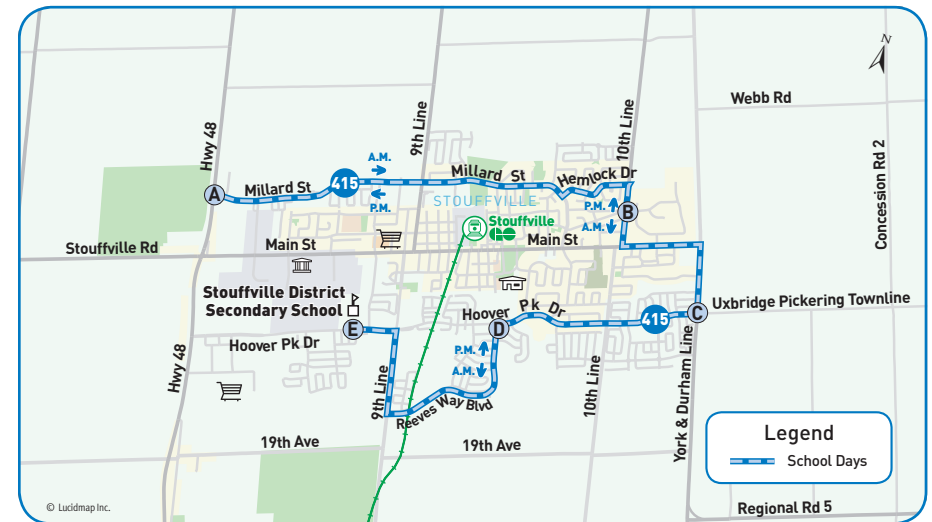 N
Webb Rd
Hwy 48
9th Line
10th Line
Concession Rd 2
A.M.
415
P.M.
Millard St
Millard St
Hemlock Dr
A
STOUFFVILLE
P.M.
B
A.M.
Stouffville
GO
Stouffville Rd
Main St
Main St
Stouffville District
Secondary School
E
Hoover Pk Dr
Hoover Pk Dr
D
415
C
Uxbridge Pickering Townline
P.M.
A.M.
Hwy 48
9th Line
Reeves Way Blvd
10th Line
York & Durham Line
19th Ave
19th Ave
Legend
School Days
Regional Rd 5
© Lucidmap Inc.